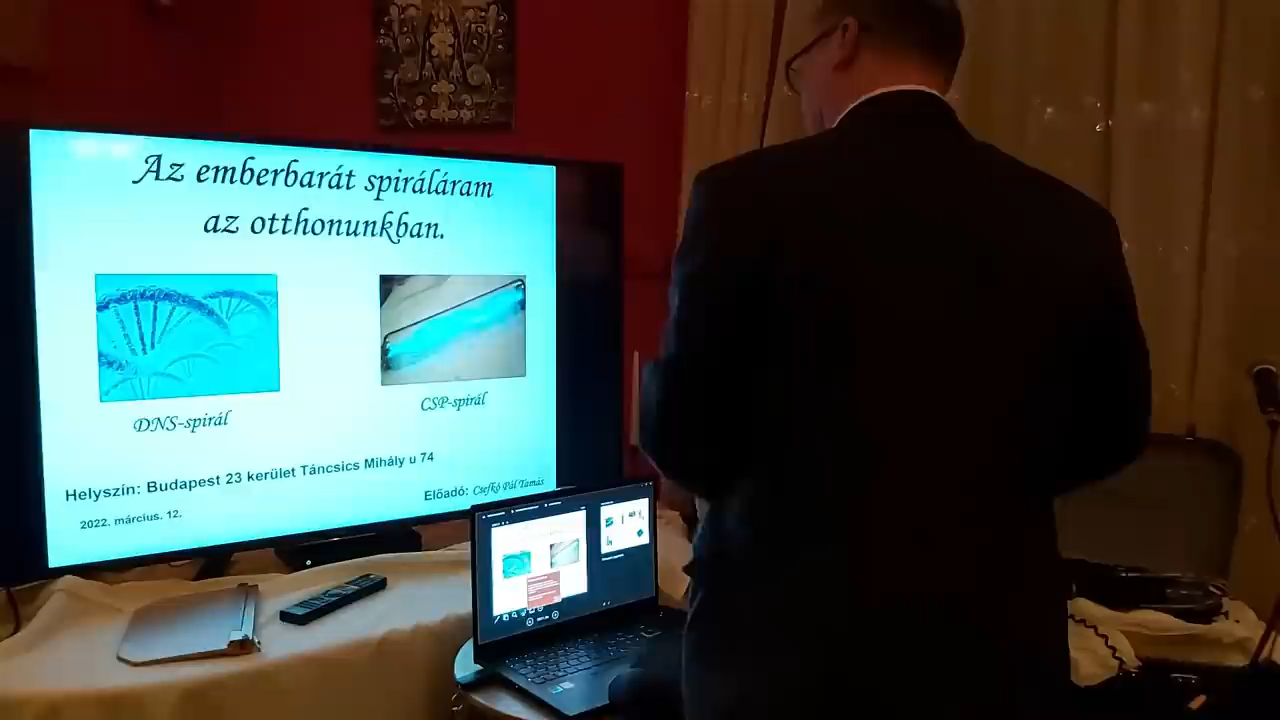 Az emberbarát spiráláram
az otthonunkban.
DNS-spirál
CSP-spirál
Helyszín: Budapest 23 kerület Táncsics Mihály u 74
Előadó: Csefkó Pál Tamás
2022. március. 12.